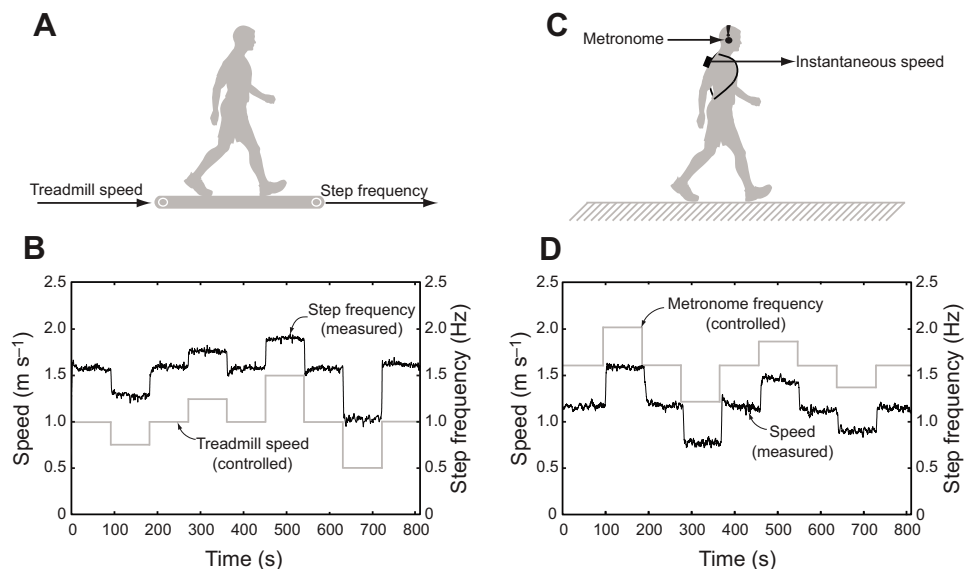 A
Treadmill speed
Step frequency
B
2.5
2.0
1.5
1.0
0.5
0
Speed (m s⁻¹)
Step frequency
(measured)
Treadmill speed
(controlled)
2.5
2.0
1.5
1.0
0.5
0
Step frequency (Hz)
0 100 200 300 400 500 600 700 800
Time (s)
C
Metronome
Instantaneous speed
D
2.5
2.0
1.5
1.0
0.5
0
Speed (m s⁻¹)
Metronome frequency
(controlled)
Speed
(measured)
2.5
2.0
1.5
1.0
0.5
0
Step frequency (Hz)
0 100 200 300 400 500 600 700 800
Time (s)